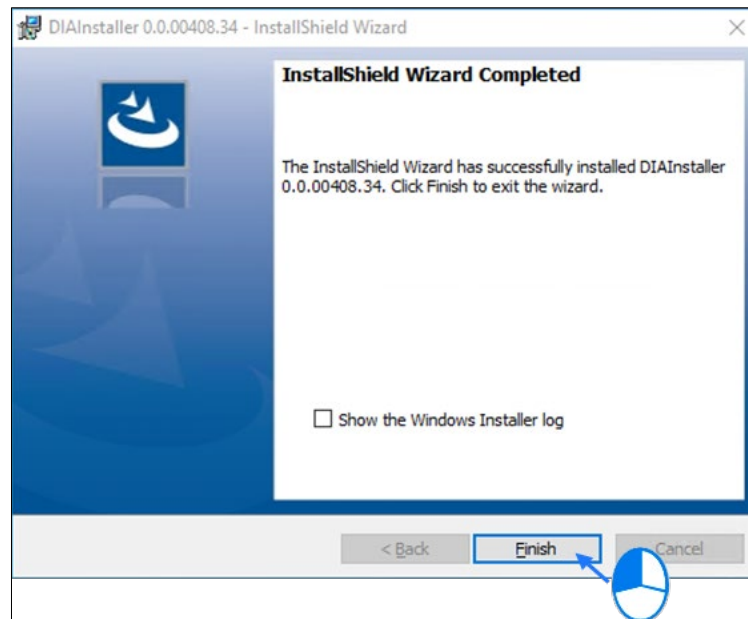 DIAInstaller 0.0.00408.34 - InstallShield Wizard
InstallShield Wizard Completed
The InstallShield Wizard has successfully installed DIAInstaller
0.0.00408.34. Click Finish to exit the wizard.
Show the Windows Installer log
< Back
Finish
Cancel